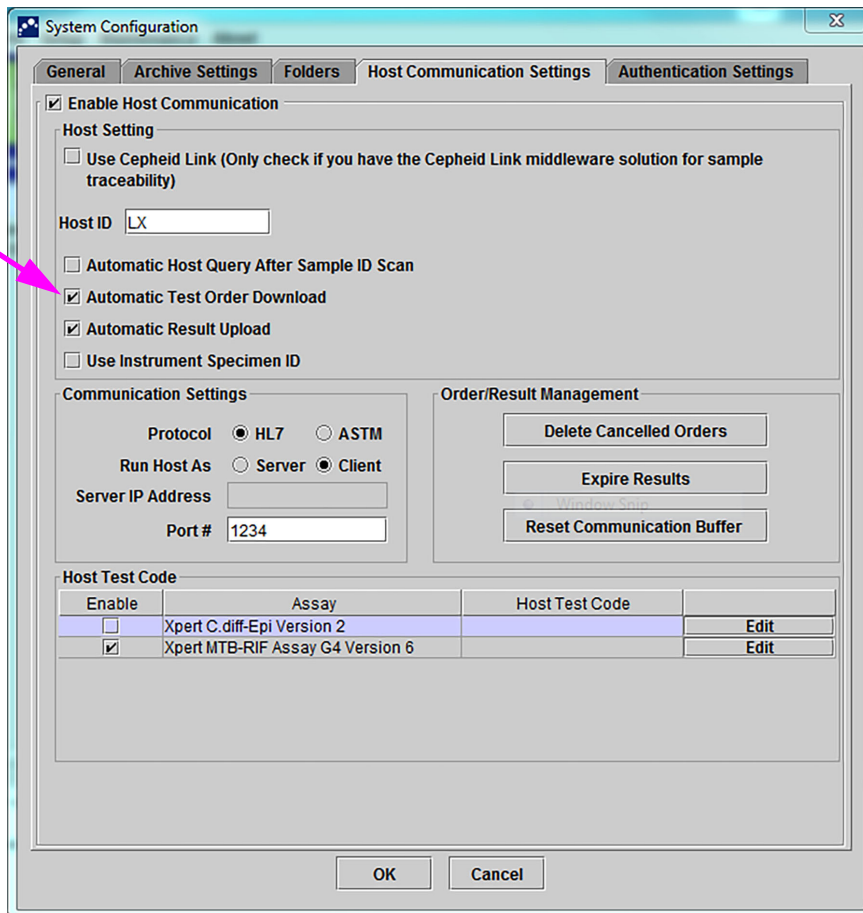 System Configuration
General Archive Settings Folders Host Communication Settings Authentication Settings
Enable Host Communication
Host Setting
Use Cepheid Link (Only check if you have the Cepheid Link middleware solution for sample
traceability)
Host ID LX
Automatic Host Query After Sample ID Scan
Automatic Test Order Download
Automatic Result Upload
Use Instrument Specimen ID
Communication Settings
Protocol HL7 ASTM
Run Host As Server Client
Server IP Address
Port # 1234
Order/Result Management
Delete Cancelled Orders
Expire Results
Window Snip
Reset Communication Buffer
Host Test Code
Enable Assay Host Test Code
Xpert C.diff-Epi Version 2 Edit
Xpert MTB-RIF Assay G4 Version 6 Edit
OK Cancel